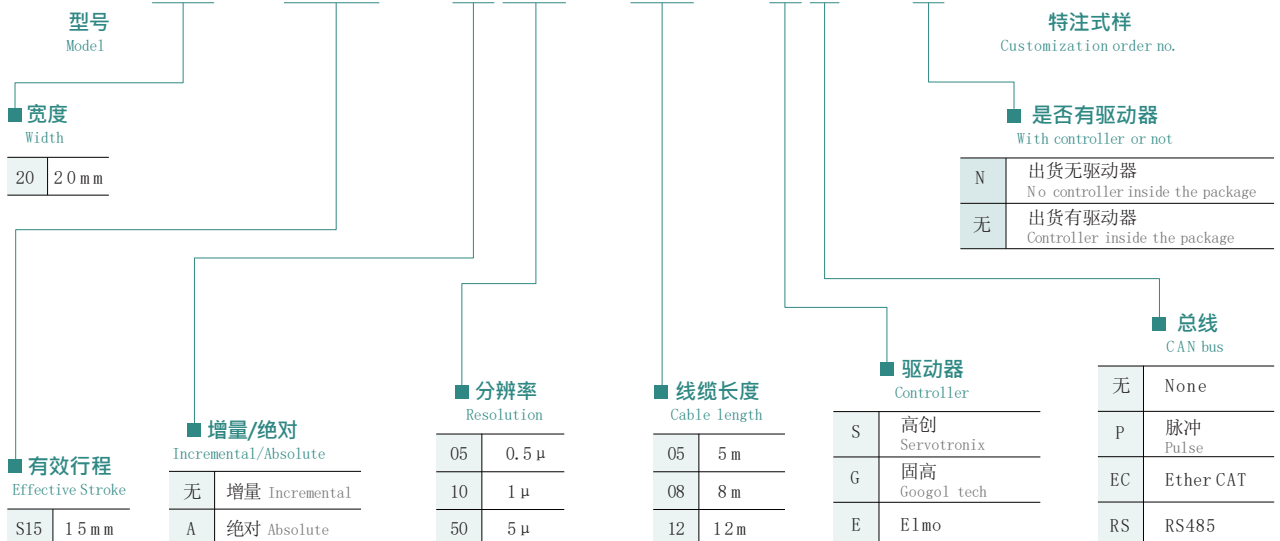 型号
Model
特注式样
Customization order no.
宽度
Width
20 20mm
是否有驱动器
With controller or not
N 出货无驱动器
No controller inside the package
无 出货有驱动器
Controller inside the package
总线
CAN bus
无 None
P 脉冲
Pulse
EC Ether CAT
RS RS485
驱动器
Controller
S 高创
Servotronix
G 固高
Googol tech
E Elmo
线缆长度
Cable length
05 5m
08 8m
12 12m
分辨率
Resolution
05 0.5μ
10 1μ
50 5μ
增量/绝对
Incremental/Absolute
无 增量 Incremental
A 绝对 Absolute
有效行程
Effective Stroke
S15 15mm